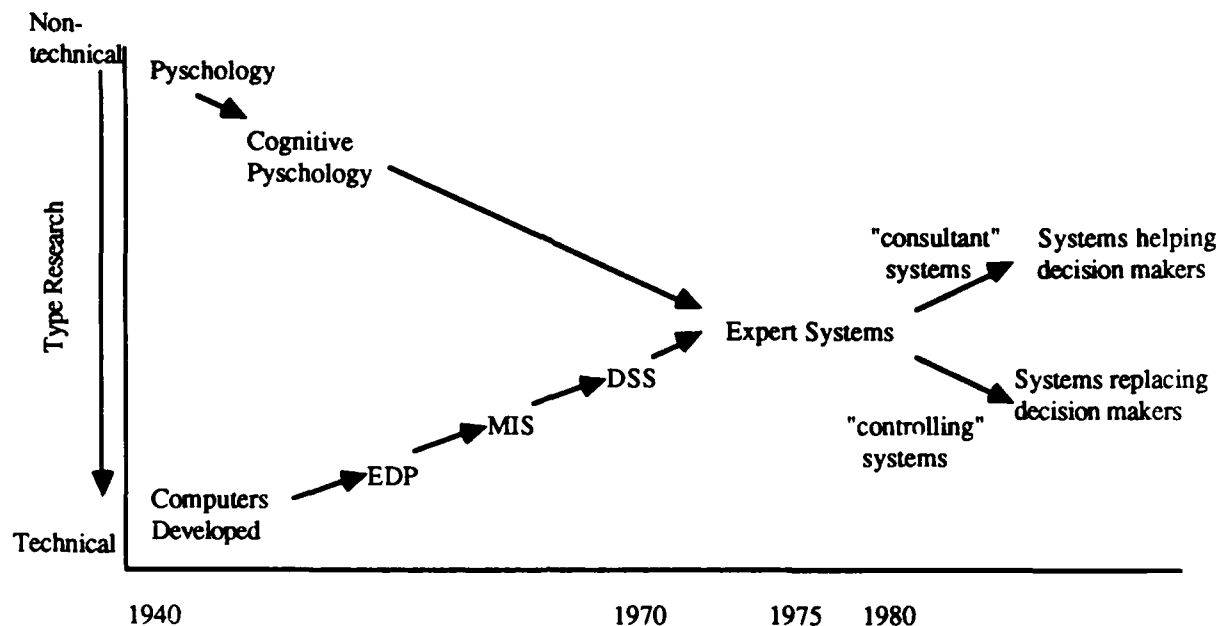 Non-
technical
Pyschology
Cognitive
Pyschology
Type Research
"consultant"
systems
Systems helping
decision makers
Expert Systems
DSS
Systems replacing
decision makers
MIS
"controlling"
systems
EDP
Computers
Developed
Technical
1940
1970
1975
1980